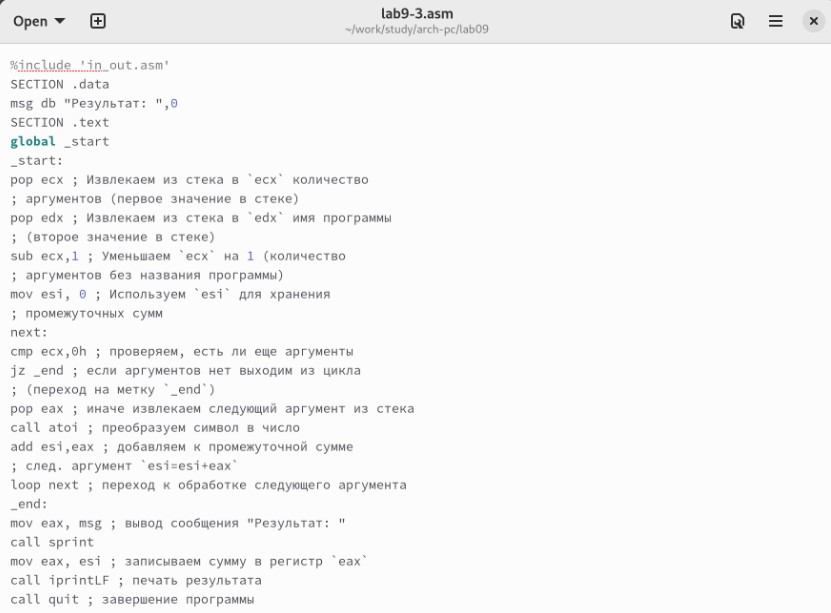 Open
lab9-3.asm
~/work/study/arch-pc/lab09
%include 'in_out.asm'
SECTION .data
msg db "Результат: ",0
SECTION .text
global _start
_start:
pop ecx ; Извлекаем из стека в `ecx` количество
; аргументов (первое значение в стеке)
pop edx ; Извлекаем из стека в `edx` имя программы
; (второе значение в стеке)
sub ecx,1 ; Уменьшаем `ecx` на 1 (количество
; аргументов без названия программы)
mov esi, 0 ; Используем `esi` для хранения
; промежуточных сумм
next:
cmp ecx,0h ; проверяем, есть ли еще аргументы
jz _end ; если аргументов нет выходим из цикла
; (переход на метку `_end`)
pop eax ; иначе извлекаем следующий аргумент из стека
call atoi ; преобразуем символ в число
add esi,eax ; добавляем к промежуточной сумме
; след. аргумент `esi=esi+eax`
loop next ; переход к обработке следующего аргумента
_end:
mov eax, msg ; вывод сообщения "Результат: "
call sprint
mov eax, esi ; записываем сумму в регистр `eax`
call iprintLF ; печать результата
call quit ; завершение программы